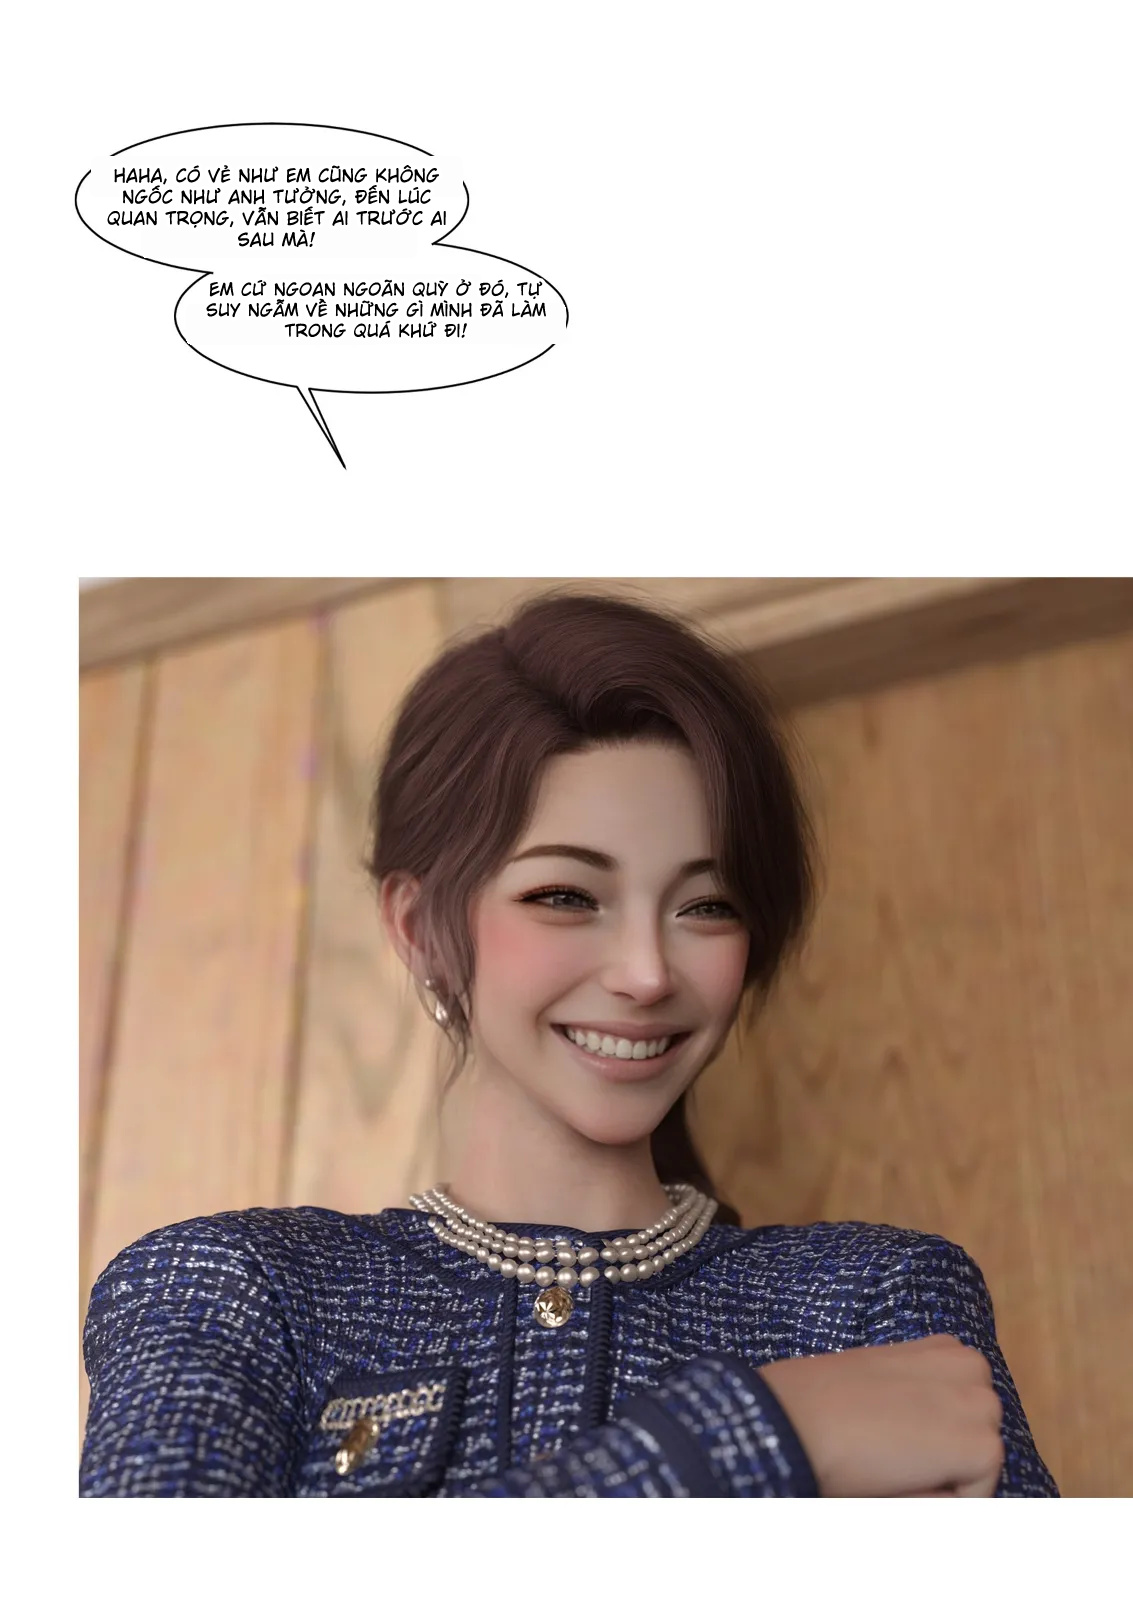 HAHA, CÓ VẺ NHƯ EM CŨNG KHÔNG
NGỐC NHƯ ANH TƯỞNG, ĐẾN LÚC
QUAN TRỌNG, VẪN BIẾT AI TRƯỚC AI
SAU MÀ!
EM CỨ NGOAN NGOÃN QUỲ Ở ĐÓ, TỰ
SUY NGẪM VỀ NHỮNG GÌ MÌNH ĐÃ LÀM
TRONG QUÁ KHỨ ĐI!